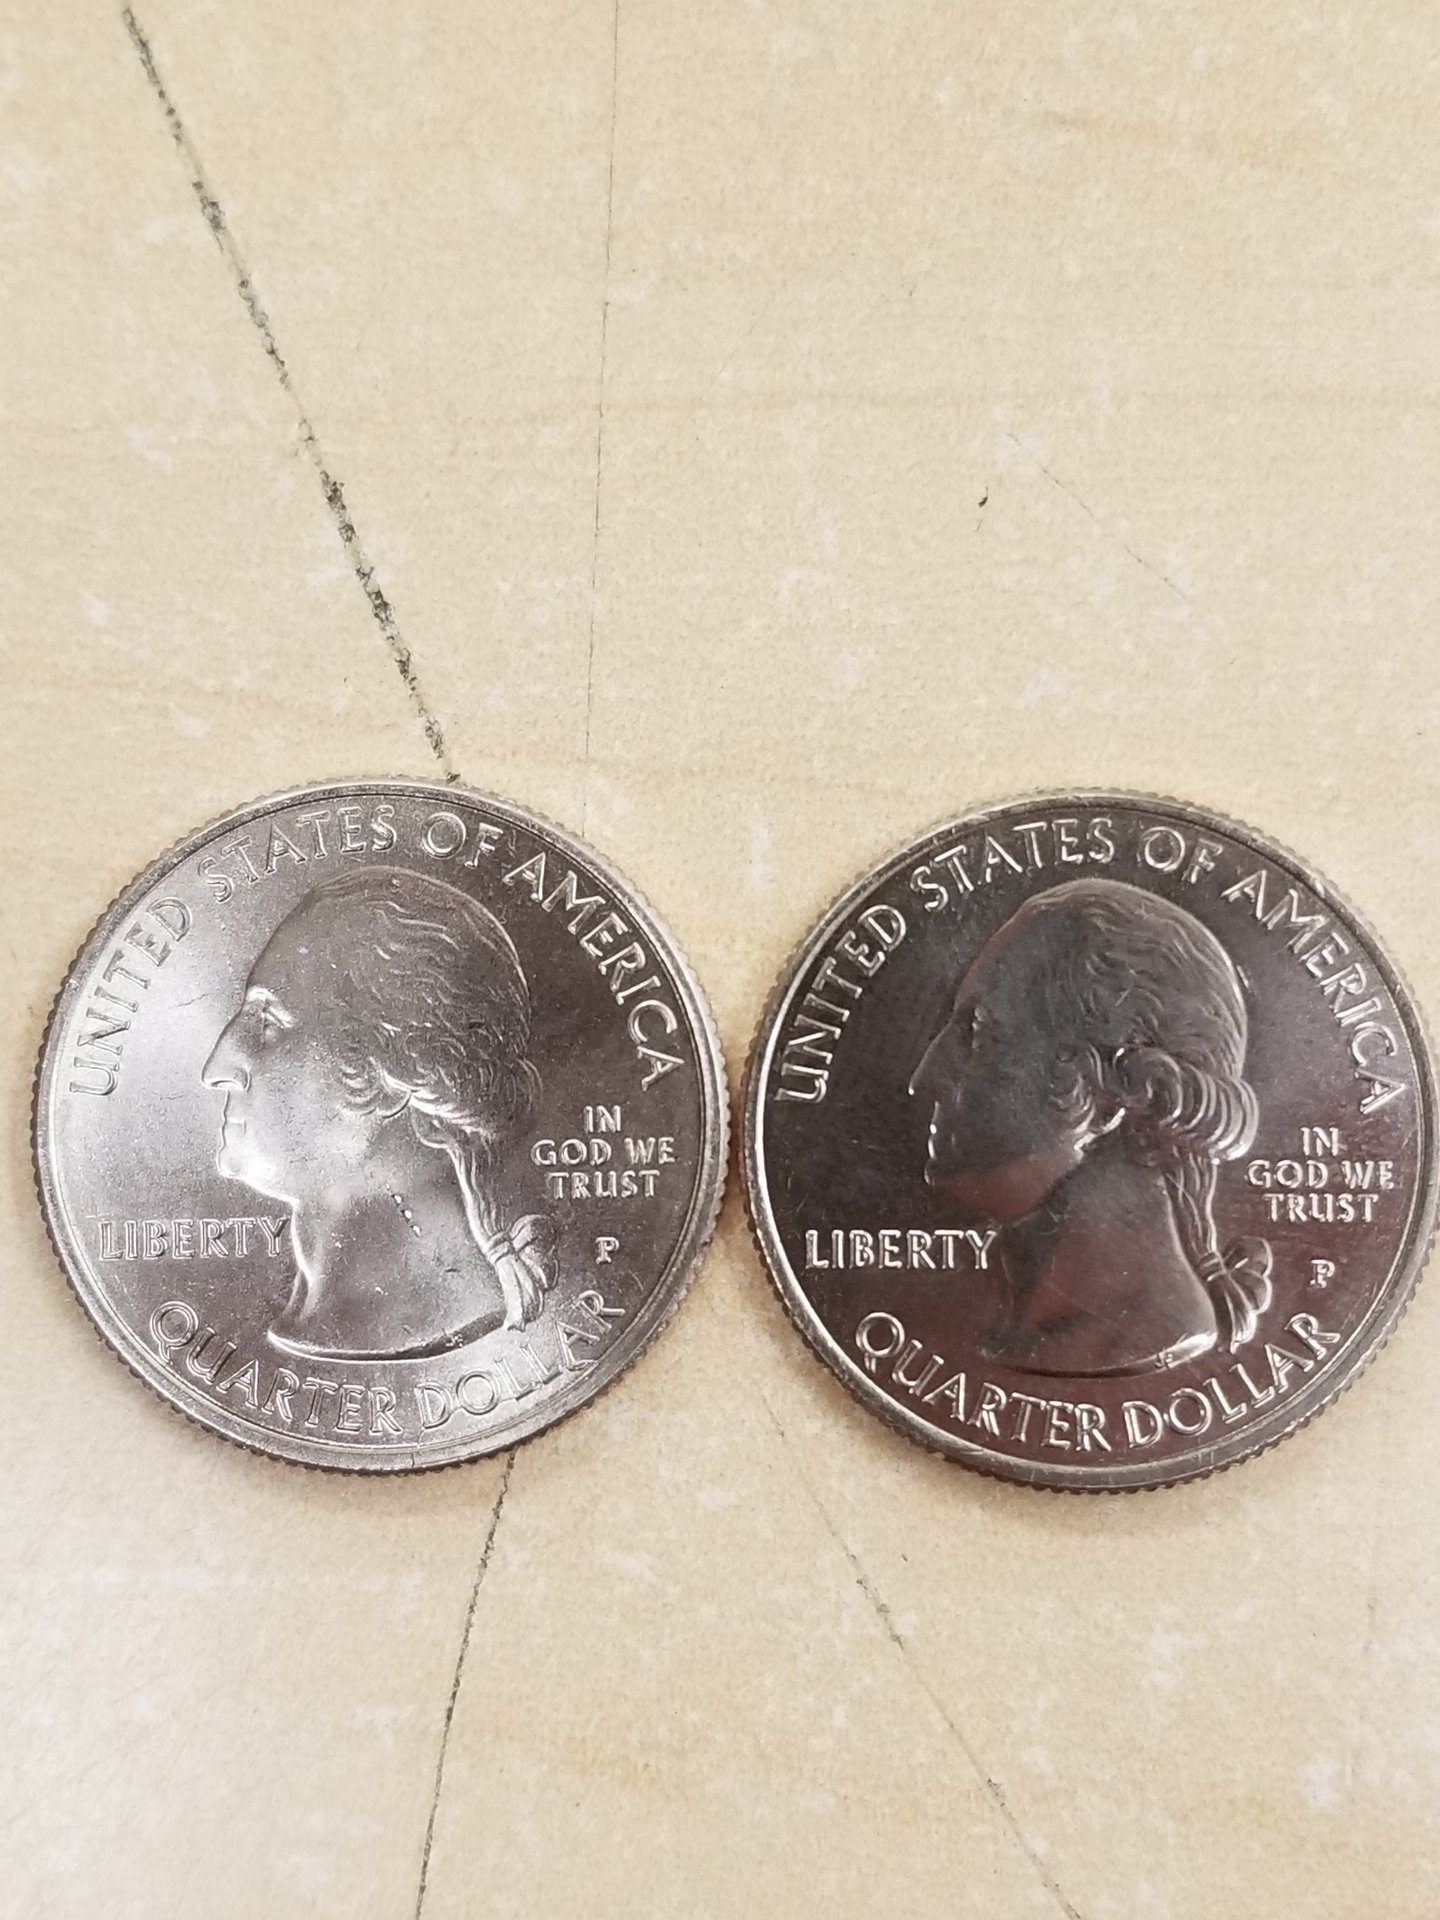 UNITED STATES OF AMERICA
IN
GOD WE
TRUST
LIBERTY
P
QUARTER DOLLAR
UNITED STATES OF AMERICA
IN
GOD WE
TRUST
LIBERTY
P
QUARTER DOLLAR